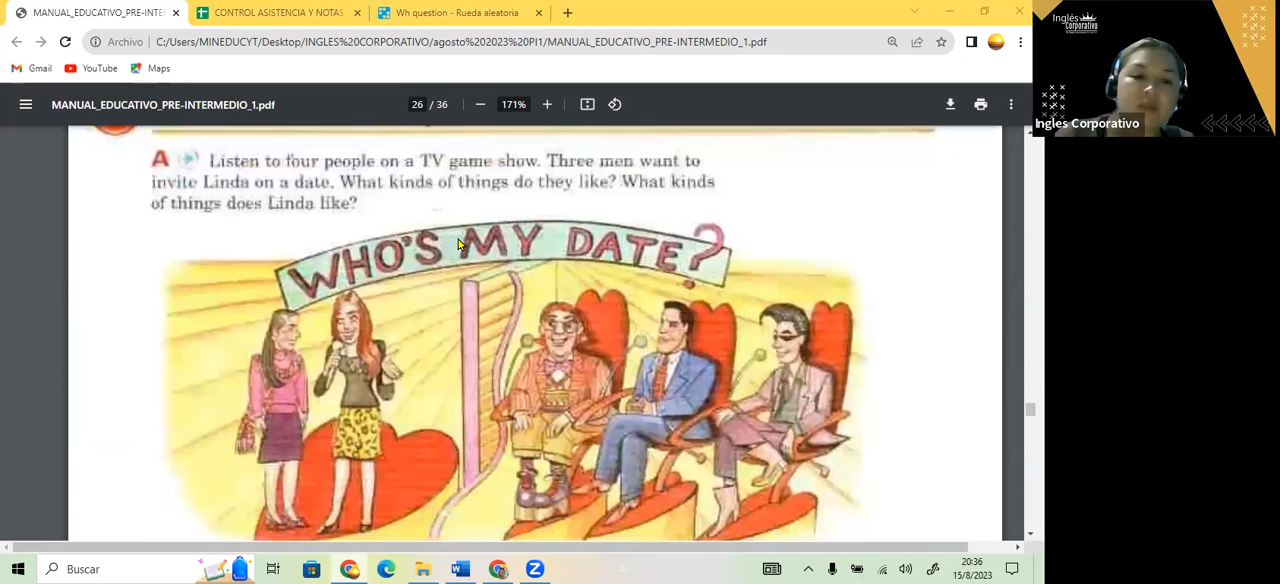 MANUAL_EDUCATIVO_PRE-INTER
CONTROL ASISTENCIA Y NOTAS
Wh question - Rueda aleatoria
Archivo
C:/Users/MINEDUCYT/Desktop/INGLES%20CORPORATIVO/agosto%202023%20PI1/MANUAL_EDUCATIVO_PRE-INTERMEDIO_1.pdf
Gmail
YouTube
Maps
MANUAL_EDUCATIVO_PRE-INTERMEDIO_1.pdf
26 / 36
171%
A Listen to four people on a TV game show. Three men want to
invite Linda on a date. What kinds of things do they like? What kinds
of things does Linda like?
WHO'S MY DATE?
Inglés
Corporativo
Ingles Corporativo
Buscar
20:36
15/8/2023